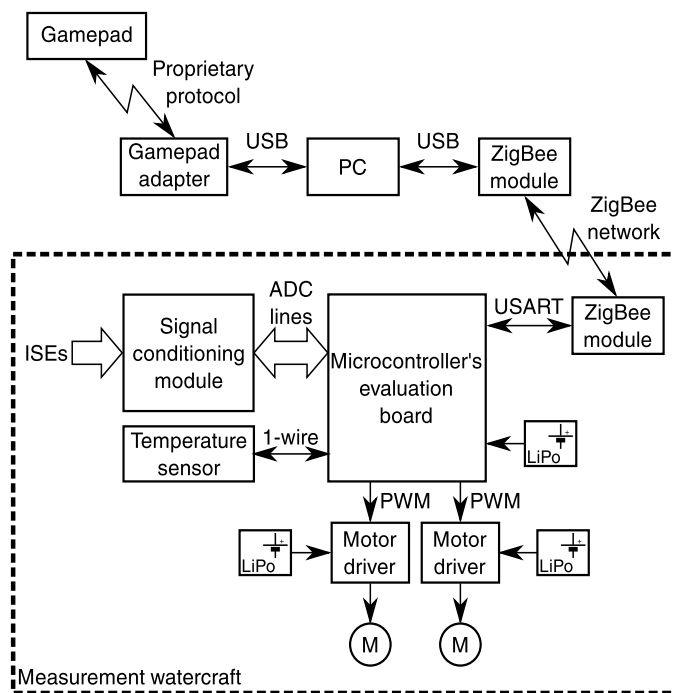 Gamepad
Proprietary
protocol
Gamepad
adapter
USB
PC
USB
ZigBee
module
ZigBee
network
ISEs
Signal
conditioning
module
ADC
lines
Microcontroller's
evaluation
board
USART
ZigBee
module
Temperature
sensor
1-wire
+
LiPo
PWM
PWM
+
LiPo
Motor
driver
Motor
driver
+
LiPo
M
M
Measurement watercraft